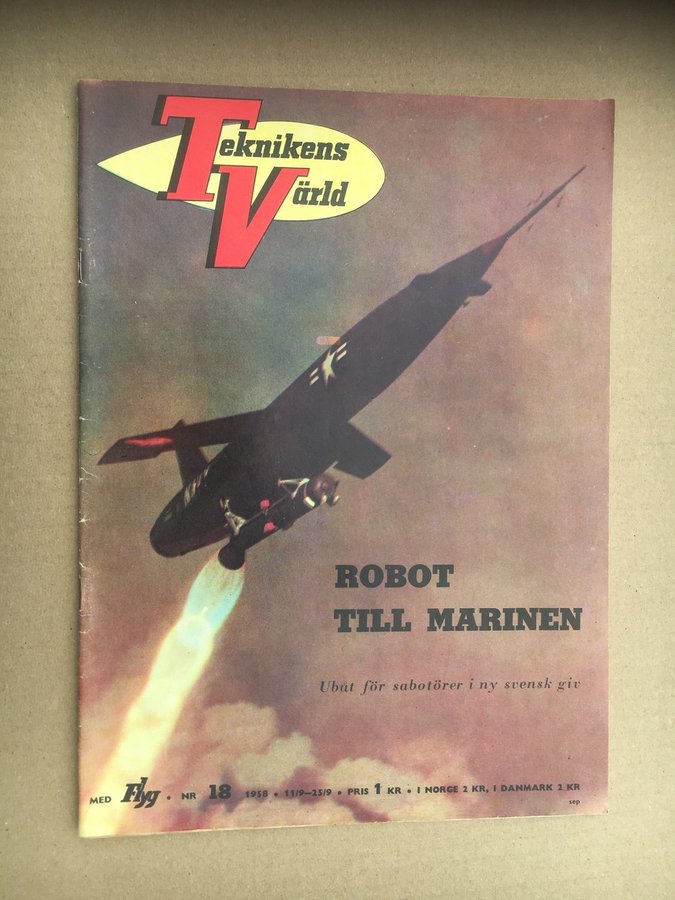 Teknikens
Värld
ROBOT
TILL MARINEN
Ubåt för sabotörer i ny svensk giv
MED Flyg • NR 18 1958 • 11/9–25/9 • PRIS 1 KR • I NORGE 2 KR, I DANMARK 2 KR
sep